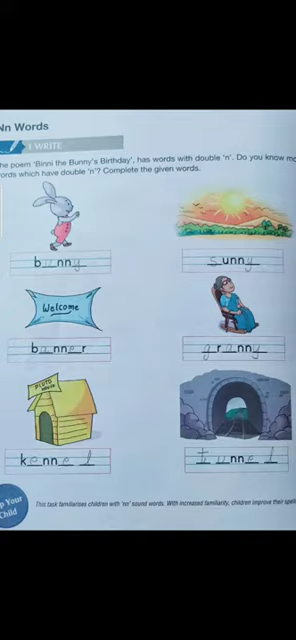 Nn Words
I WRITE
he poem 'Binni the Bunny's Birthday', has words with double 'n'. Do you know mo
ords which have double 'n'? Complete the given words.
bunny
sunny
Welcome
banner
granny
PLUTO
kennel
tunnel
p Your
Child
This task familiarises children with 'nn' sound words. With increased familiarity, children improve their spell